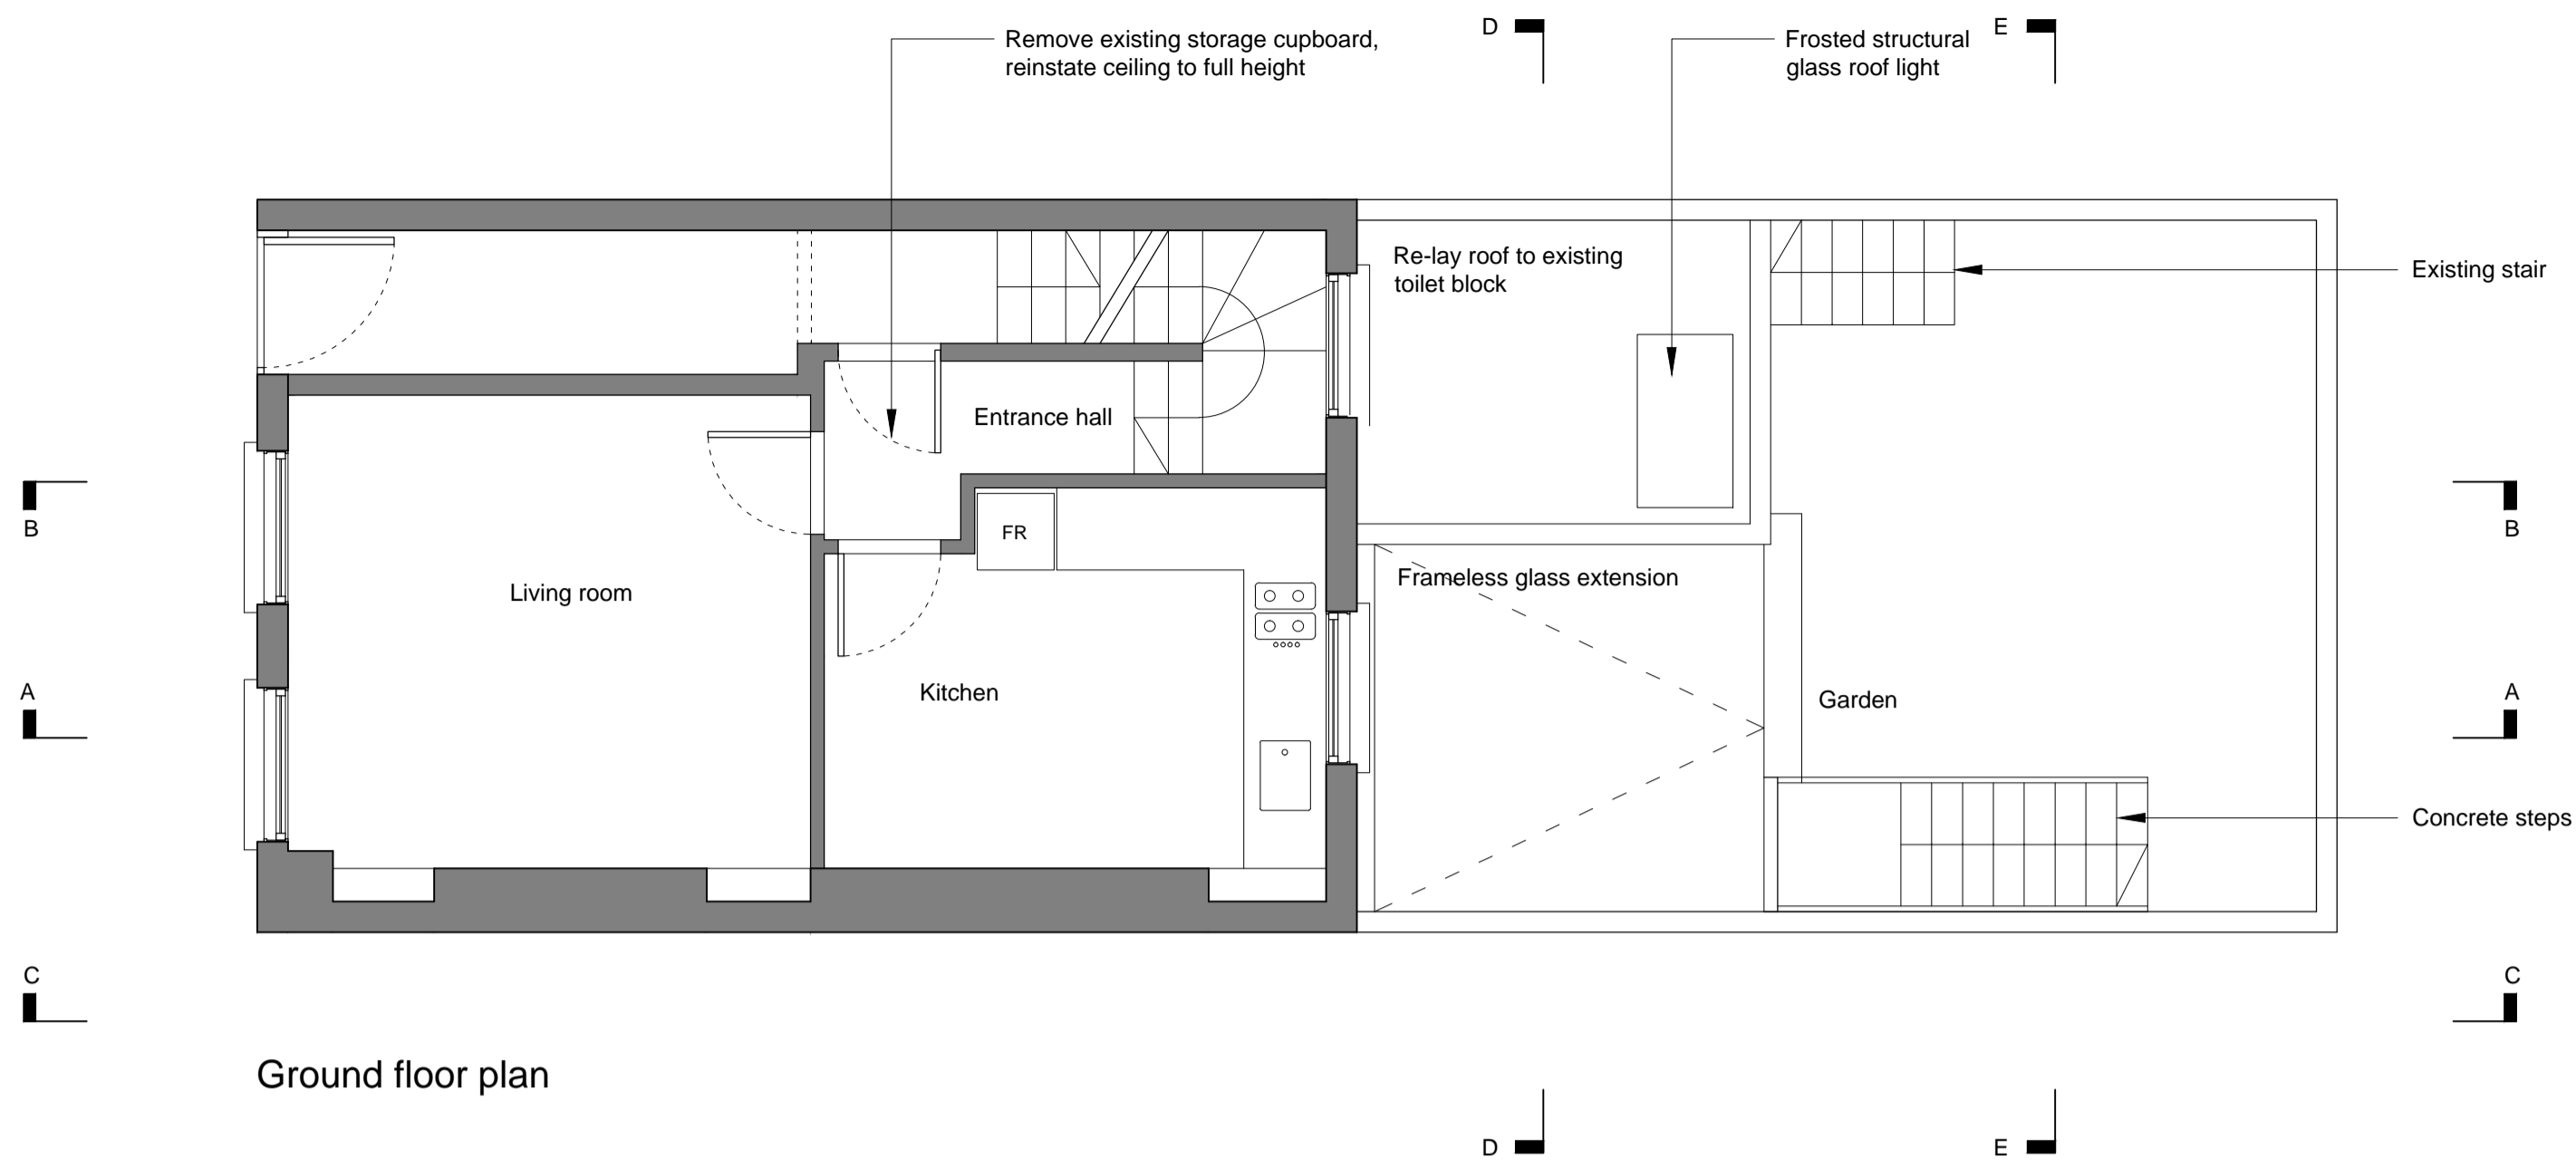 D
E
Remove existing storage cupboard,
reinstate ceiling to full height
Frosted structural
glass roof light
Re-lay roof to existing
toilet block
Existing stair
Entrance hall
B
FR
B
Living room
Frameless glass extension
A
Kitchen
Garden
A
Concrete steps
C
C
Ground floor plan
D
E